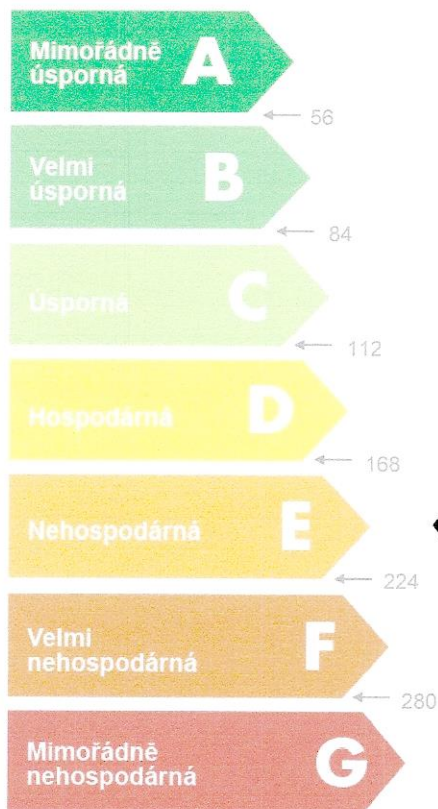 Mimořádně
úsporná
A
56
Velmi
úsporná
B
84
Úsporná
C
112
Hospodárná
D
168
Nehospodárná
E
224
Velmi
nehospodárná
F
280
Mimořádně
nehospodárná
G